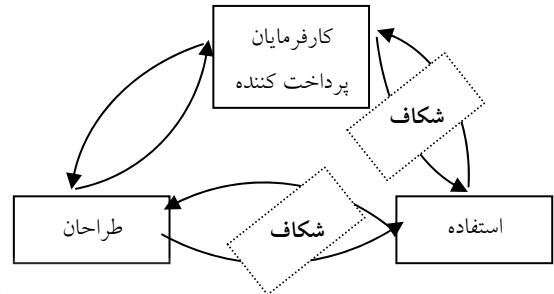 کارفرمایان
پرداخت کننده
شکاف
طراحان
شکاف
استفاده